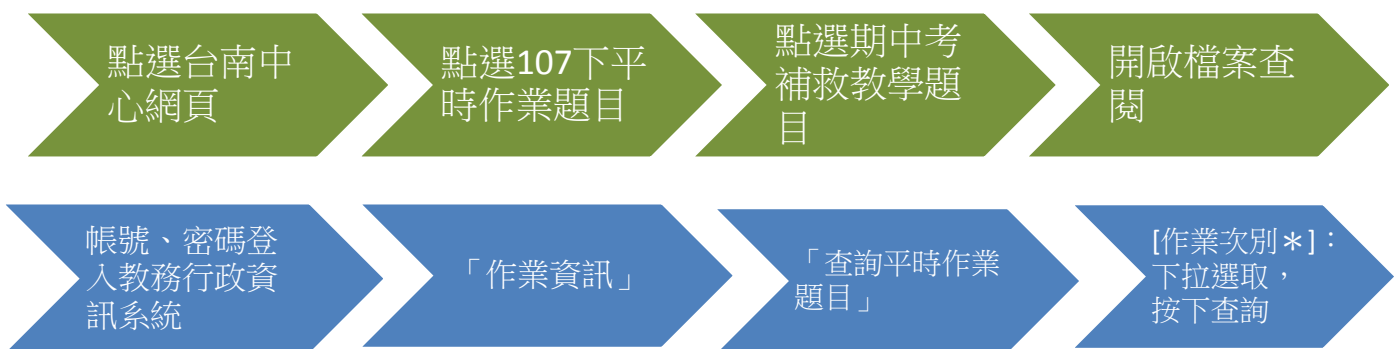 點選台南中
心網頁
點選107下平
時作業題目
點選期中考
補救教學題
目
開啟檔案查
閱
帳號、密碼登
入教務行政資
訊系統
「作業資訊」
「查詢平時作業
題目」
[作業次別＊]：
下拉選取，
按下查詢